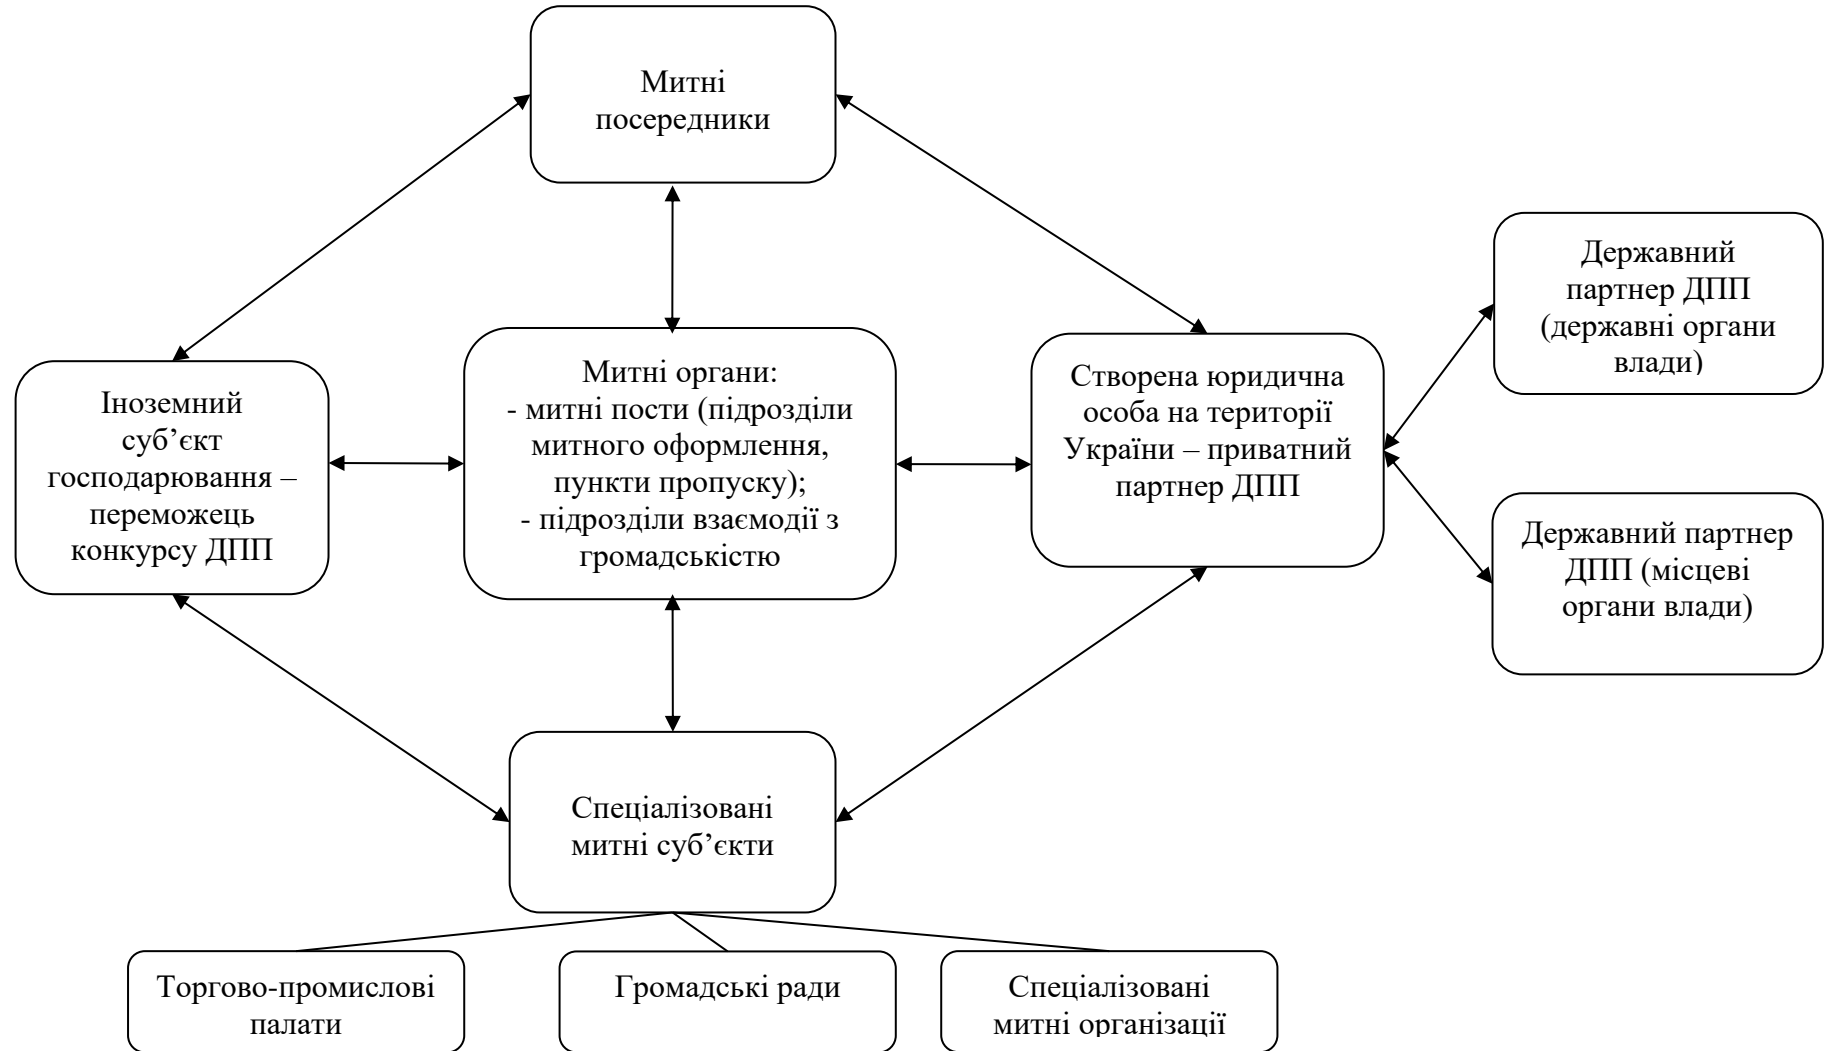 Митні
посередники
Державний
партнер ДПП
(державні органи
влади)
Іноземний
суб’єкт
господарювання –
переможець
конкурсу ДПП
Митні органи:
- митні пости (підрозділи
митного оформлення,
пункти пропуску);
- підрозділи взаємодії з
громадськістю
Створена юридична
особа на території
України – приватний
партнер ДПП
Державний партнер
ДПП (місцеві
органи влади)
Спеціалізовані
митні суб’єкти
Торгово-промислові
палати
Громадські ради
Спеціалізовані
митні організації